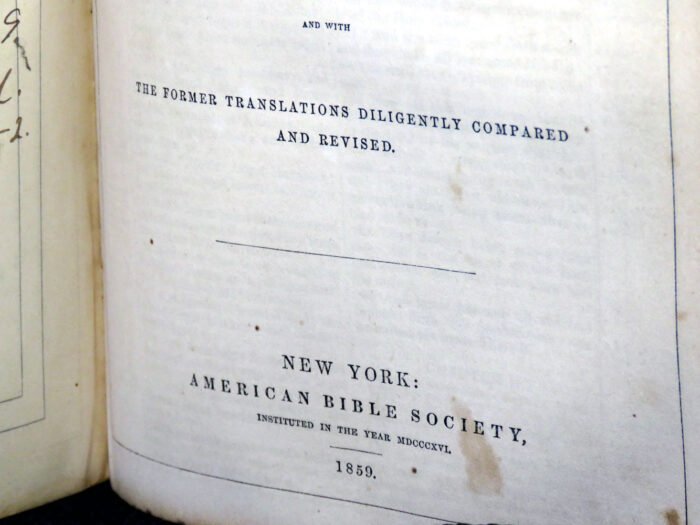 AND WITH
THE FORMER TRANSLATIONS DILIGENTLY COMPARED
AND REVISED.
NEW YORK:
AMERICAN BIBLE SOCIETY,
INSTITUTED IN THE YEAR MDCCCXVI.
1859.